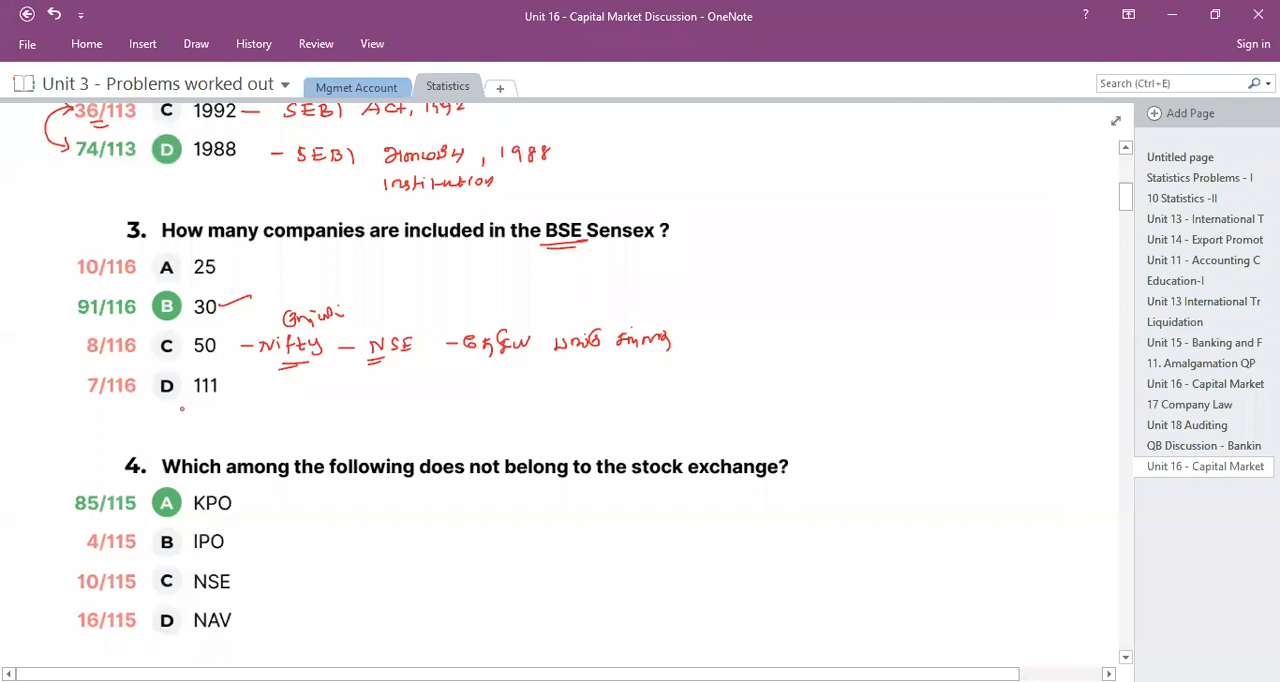 Unit 16 - Capital Market Discussion - OneNote
?
File Home Insert Draw History Review View Sign in
Unit 3 - Problems worked out Mgmet Account Statistics + Search (Ctrl+E)
36/113 C 1992 - SEBI Act, 1992
74/113 D 1988 - SEBI , 1988
institution
3. How many companies are included in the BSE Sensex ?
10/116 A 25
91/116 B 30
8/116 C 50 - Nifty - NSE -
7/116 D 111
4. Which among the following does not belong to the stock exchange?
85/115 A KPO
4/115 B IPO
10/115 C NSE
16/115 D NAV
Add Page
Untitled page
Statistics Problems - I
10 Statistics -II
Unit 13 - International T
Unit 14 - Export Promot
Unit 11 - Accounting C
Education-I
Unit 13 International Tr
Liquidation
Unit 15 - Banking and F
11. Amalgamation QP
Unit 16 - Capital Market
17 Company Law
Unit 18 Auditing
QB Discussion - Bankin
Unit 16 - Capital Market